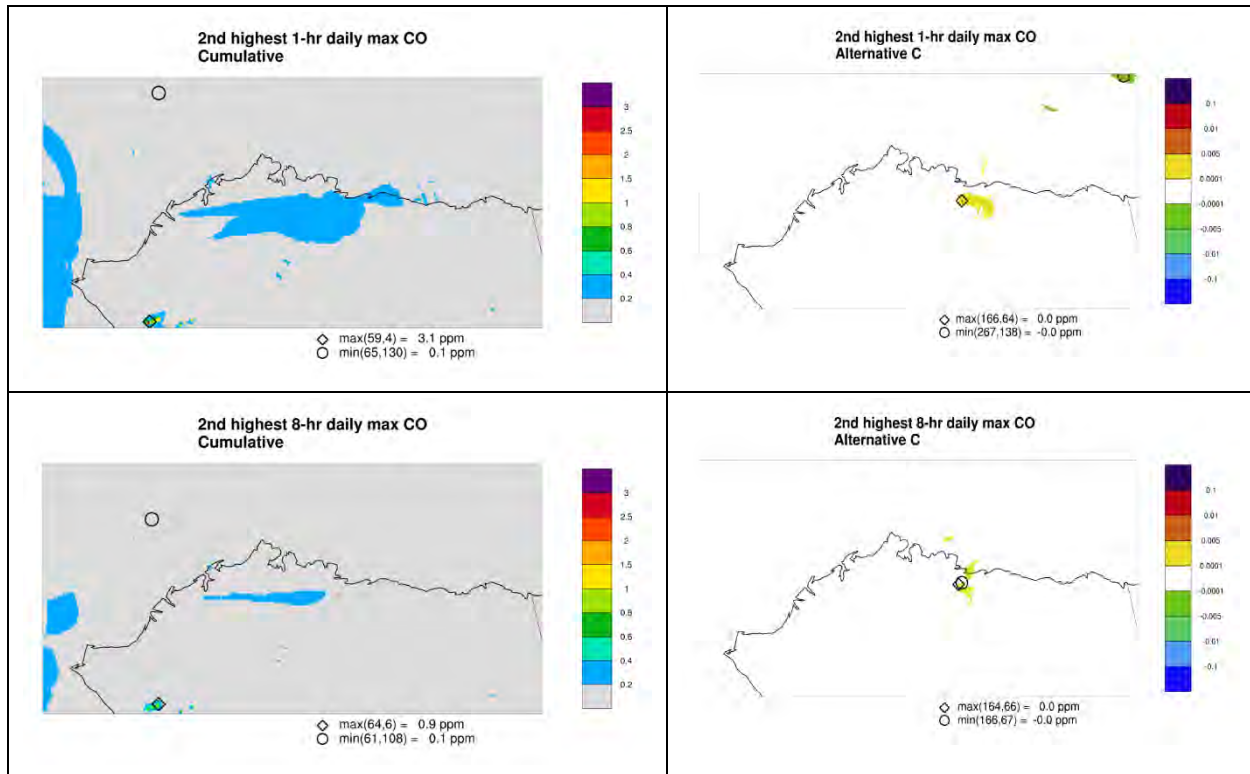 2nd highest 1-hr daily max CO
Cumulative
3
2.5
2
1.5
1
0.8
0.6
0.4
0.2
max(59,4) = 3.1 ppm
min(65,130) = 0.1 ppm
2nd highest 1-hr daily max CO
Alternative C
0.1
0.01
0.005
0.0001
-0.0001
-0.005
-0.01
-0.1
max(166,64) = 0.0 ppm
min(267,138) = -0.0 ppm
2nd highest 8-hr daily max CO
Cumulative
3
2.5
2
1.5
1
0.8
0.6
0.4
0.2
max(64,6) = 0.9 ppm
min(61,108) = 0.1 ppm
2nd highest 8-hr daily max CO
Alternative C
0.1
0.01
0.005
0.0001
-0.0001
-0.005
-0.01
-0.1
max(164,66) = 0.0 ppm
min(166,67) = -0.0 ppm